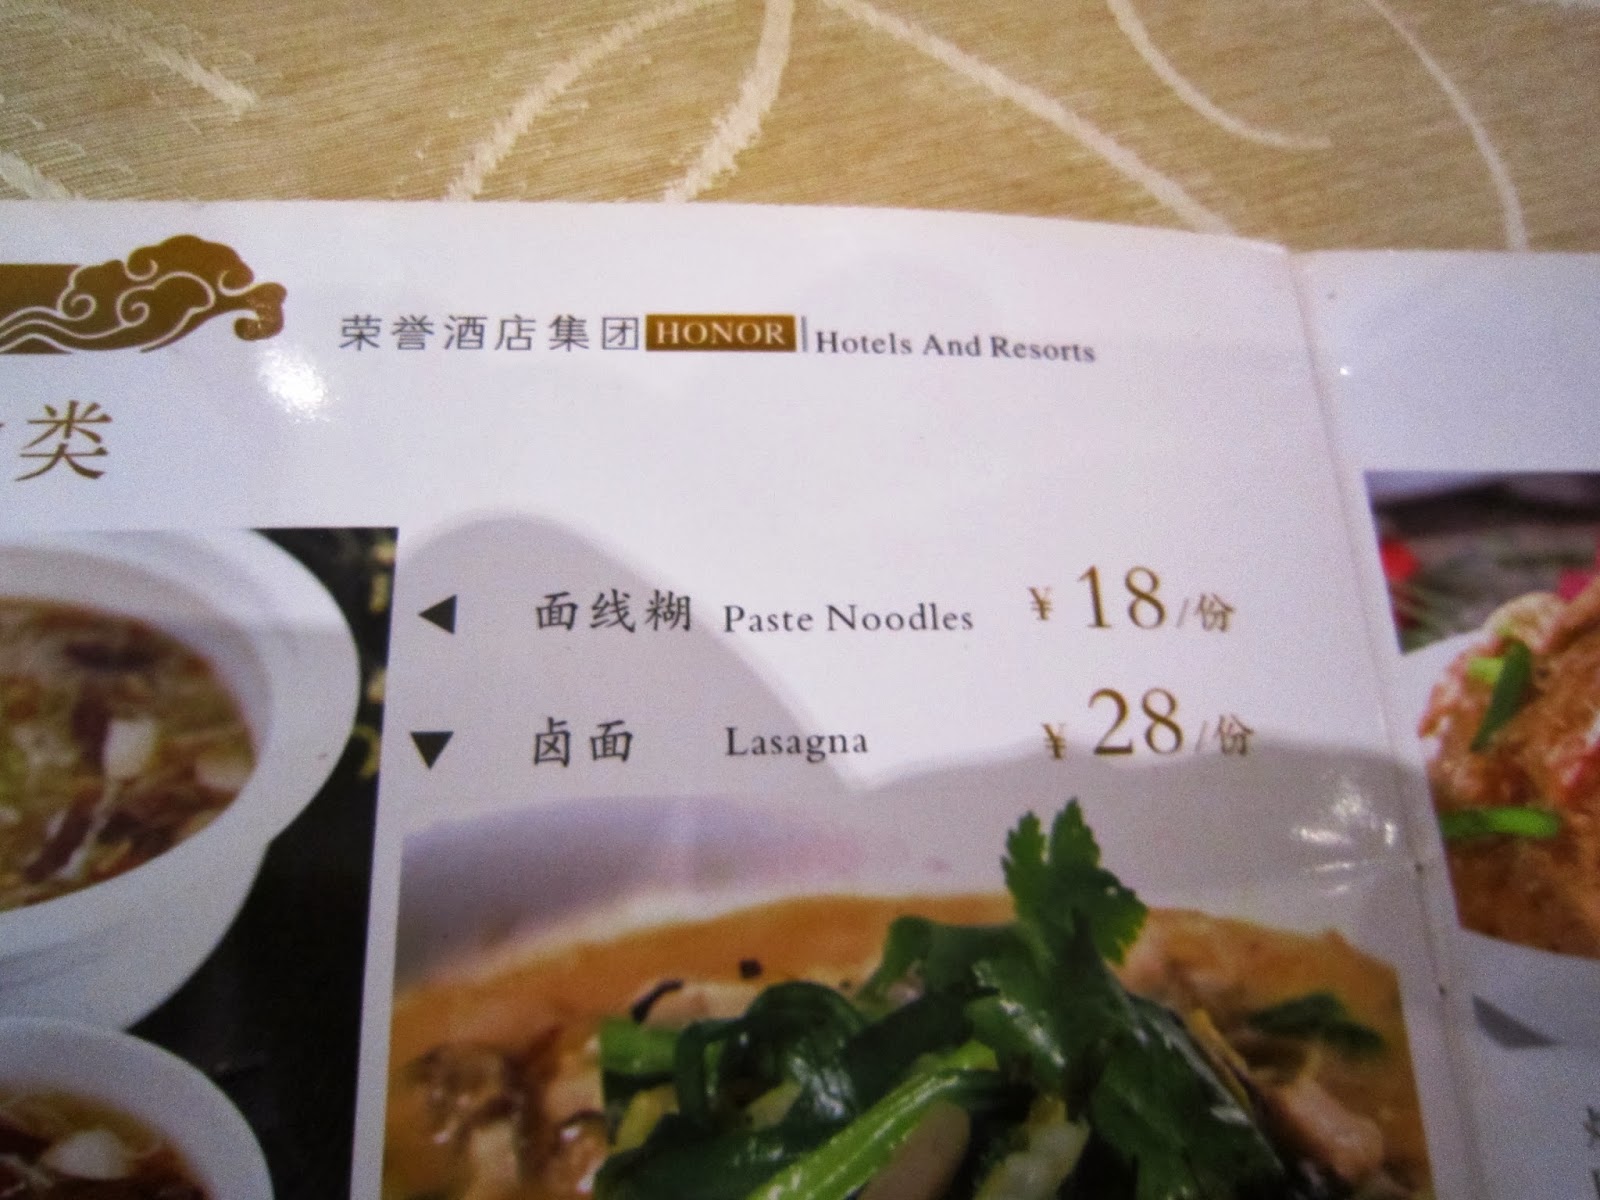 荣誉酒店集团 HONOR Hotels And Resorts
类
面线糊 Paste Noodles ¥ 18/份
卤面 Lasagna ¥ 28/份